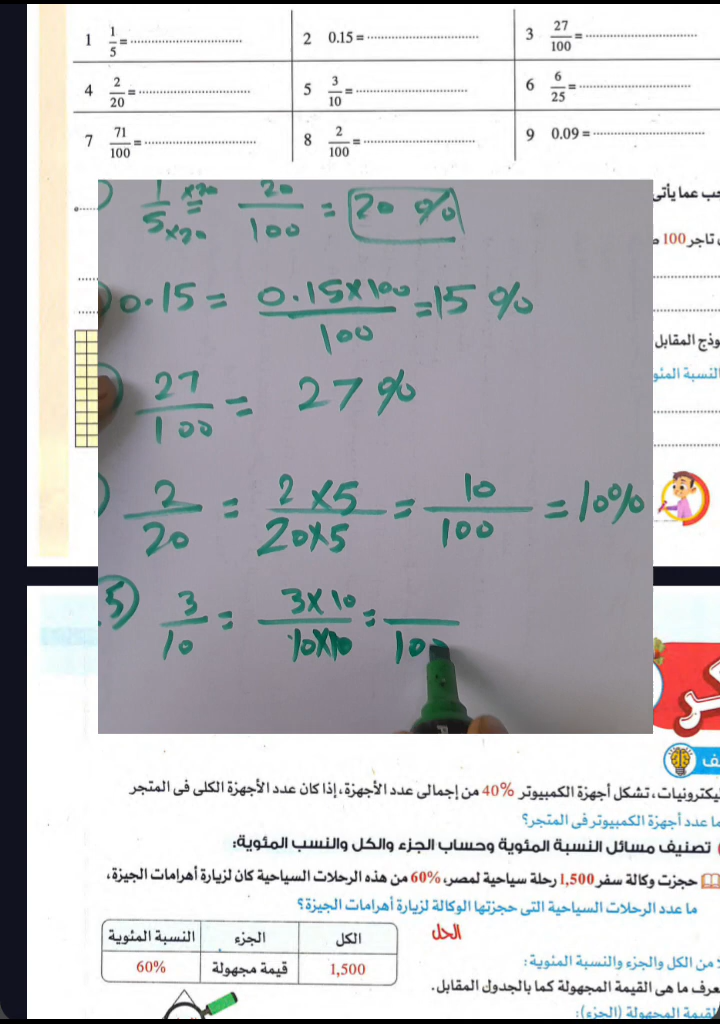 1 1/5 = ........ 2 0.15 = ........ 3 27/100 = ........
4 2/20 = ........ 5 3/10 = ........ 6 6/25 = ........
7 71/100 = ........ 8 2/100 = ........ 9 0.09 = ........
عما يأتى
تاجر 100
1×20/5×20 = 20/100 = 20 %
0.15 = 0.15×100/100 = 15 %
المقابل
27/100 = 27 %
2/20 = 2×5/20×5 = 10/100 = 10%
5) 3/10 = 3×10/10×10 = 100
، تشكل أجهزة الكمبيوتر 40% من إجمالى عدد الأجهزة، إذا كان عدد الأجهزة الكلى فى المتجر
عدد أجهزة الكمبيوتر فى المتجر؟
تصنيف مسائل النسبة المئوية وحساب الجزء والكل والنسب المئوية:
حجزت وكالة سفر 1,500 رحلة سياحية لمصر، 60% من هذه الرحلات السياحية كان لزيارة أهرامات الجيزة،
ما عدد الرحلات السياحية التى حجزتها الوكالة لزيارة أهرامات الجيزة؟
الحل
الكل الجزء النسبة المئوية
1,500 قيمة مجهولة 60%
من الكل والجزء والنسبة المئوية:
ما هى القيمة المجهولة كما بالجدول المقابل.
القيمة المجهولة (الجزء):